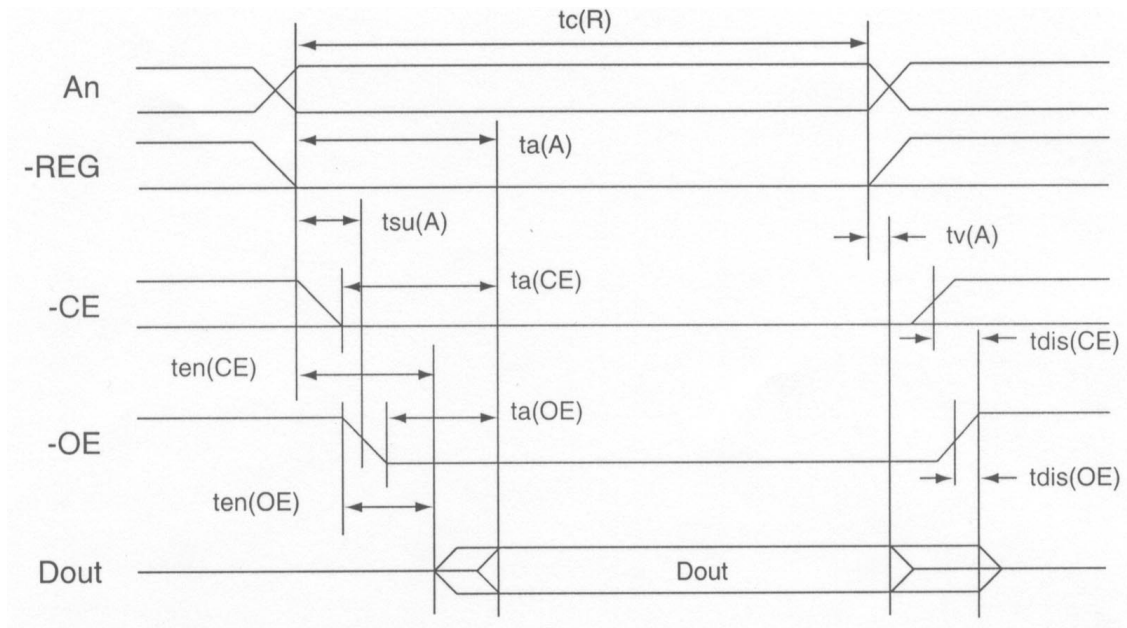 tc(R)
An
ta(A)
-REG
tsu(A)
tv(A)
ta(CE)
-CE
tdis(CE)
ten(CE)
ta(OE)
-OE
tdis(OE)
ten(OE)
Dout
Dout